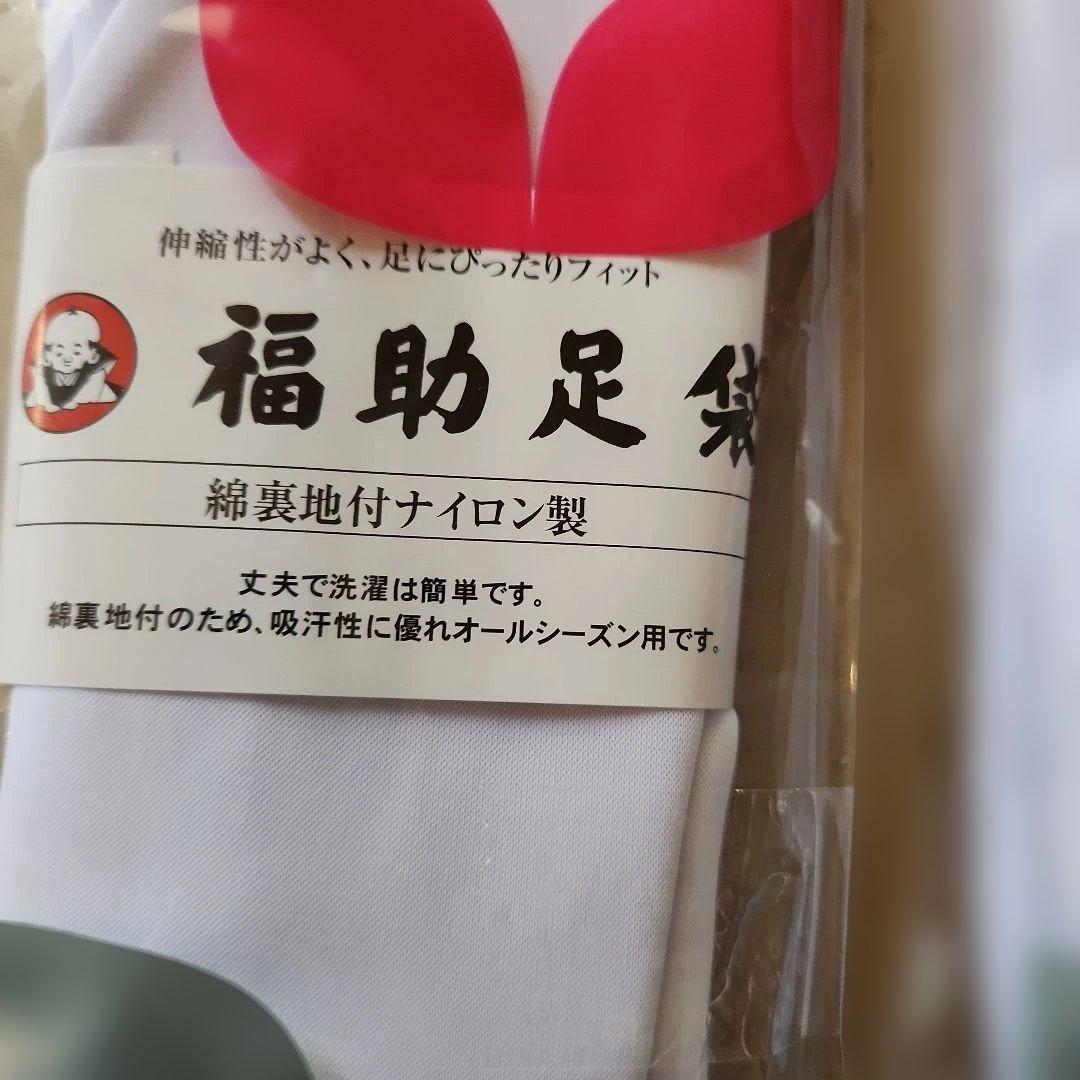 伸縮性がよく、足にぴったりフィット
福助足袋
綿裏地付ナイロン製
丈夫で洗濯は簡単です。
綿裏地付のため、吸汗性に優れオールシーズン用です。